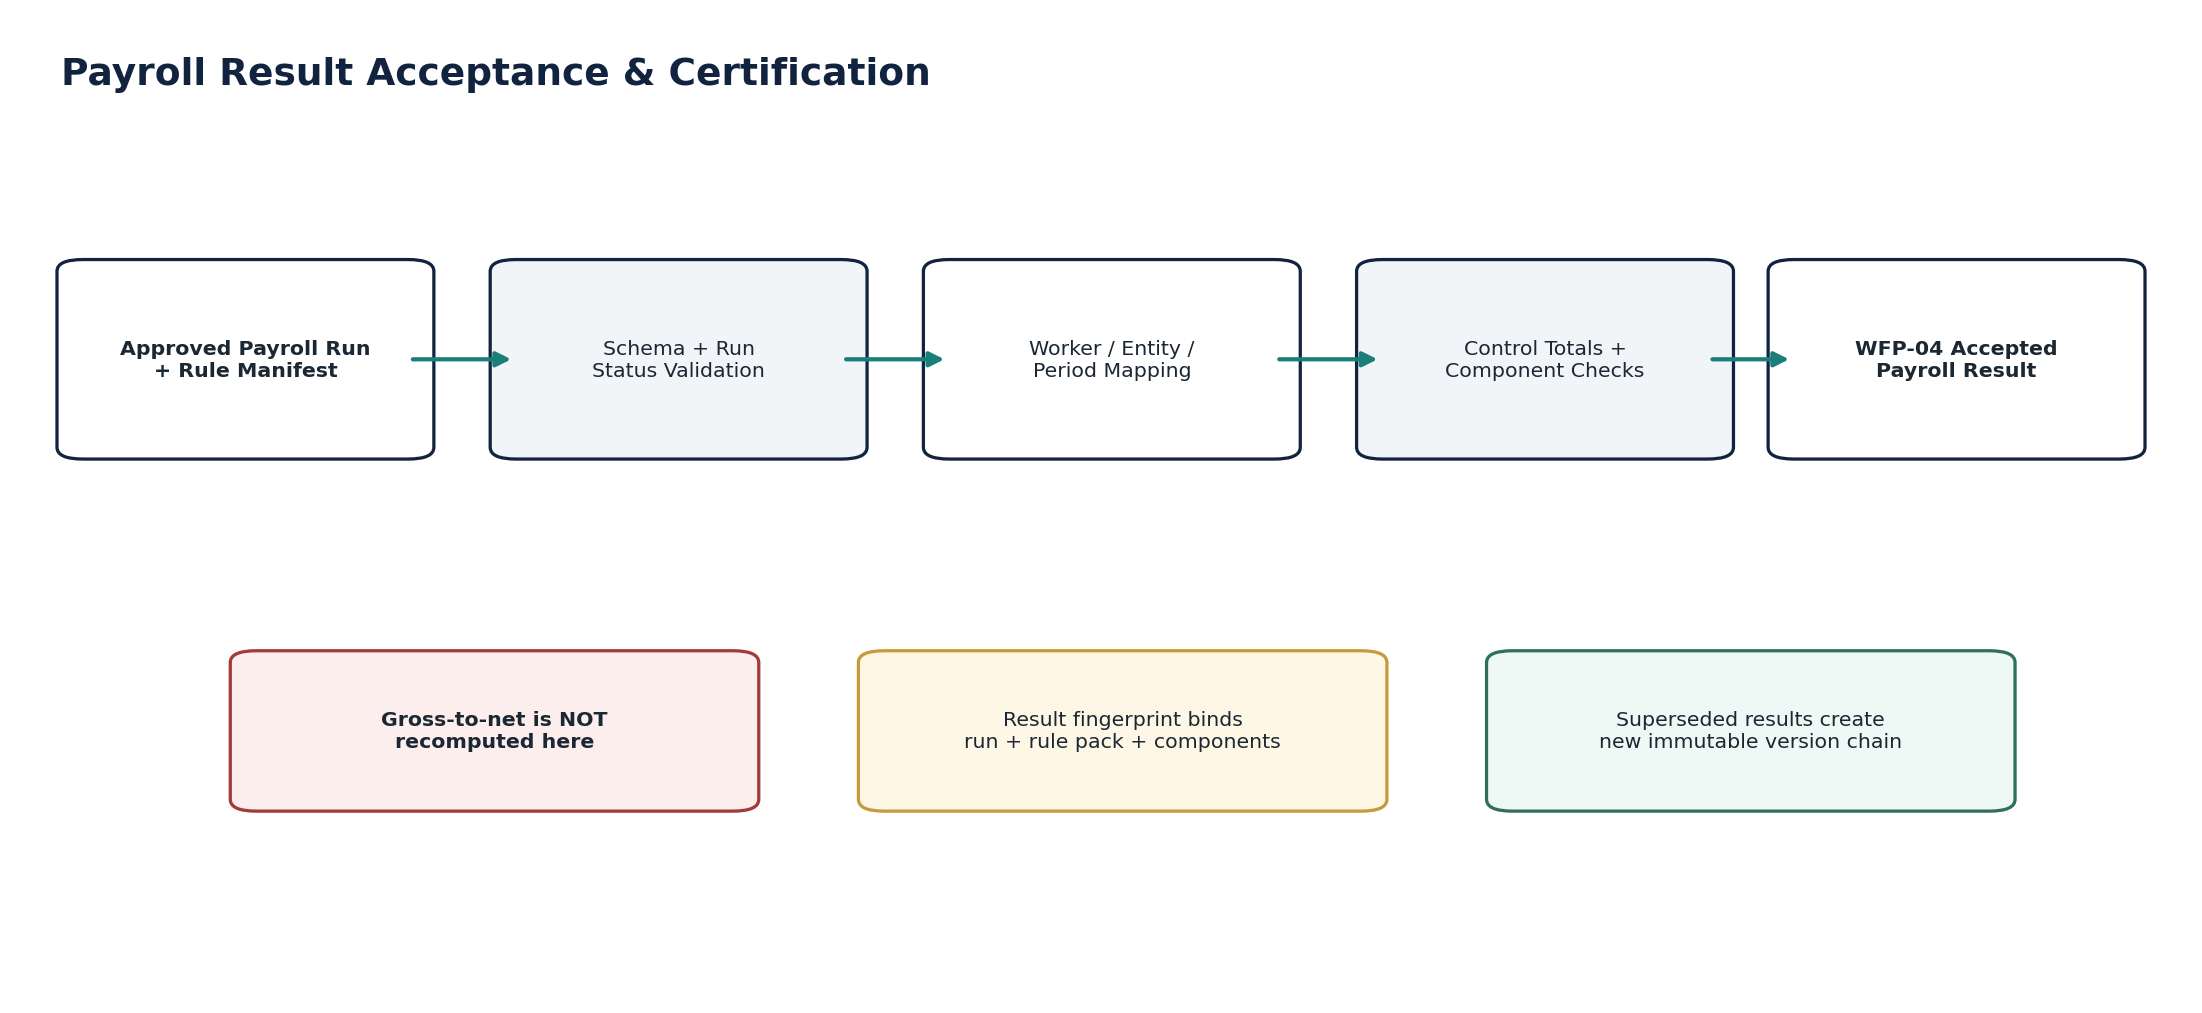 Payroll Result Acceptance & Certification
Approved Payroll Run
+ Rule Manifest
Schema + Run
Status Validation
Worker / Entity /
Period Mapping
Control Totals +
Component Checks
WFP-04 Accepted
Payroll Result
Gross-to-net is NOT
recomputed here
Result fingerprint binds
run + rule pack + components
Superseded results create
new immutable version chain